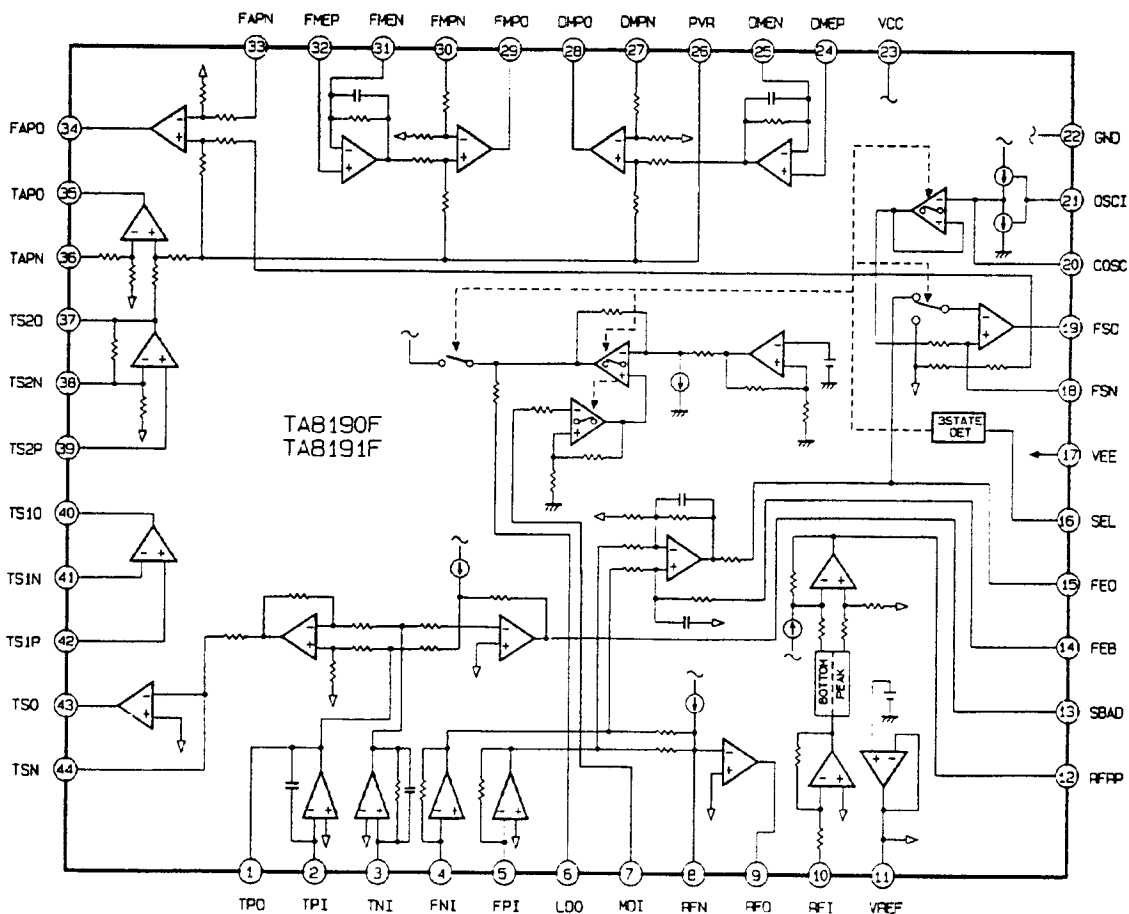 FAPN FMEP FMEN FMPN FMPO DMPO DMPN PVR DMEN DMEP VCC
33 32 31 30 29 28 27 26 25 24 23
34 FAPO
35 TAPO
36 TAPN
37 TS2O
38 TS2N
39 TS2P
40 TS1O
41 TS1N
42 TS1P
43 TSO
44 TSN
22 GND
21 OSCI
20 COSC
19 FSO
18 FSN
17 VEE
16 SEL
15 FEO
14 FEB
13 SBAD
12 RFRP
TA8190F
TA8191F
3STATE
DET
BOTTOM
PEAK
1 2 3 4 5 6 7 8 9 10 11
TPO TPI TNI FNI FPI LDO MDI RFN RFO RFI VREF